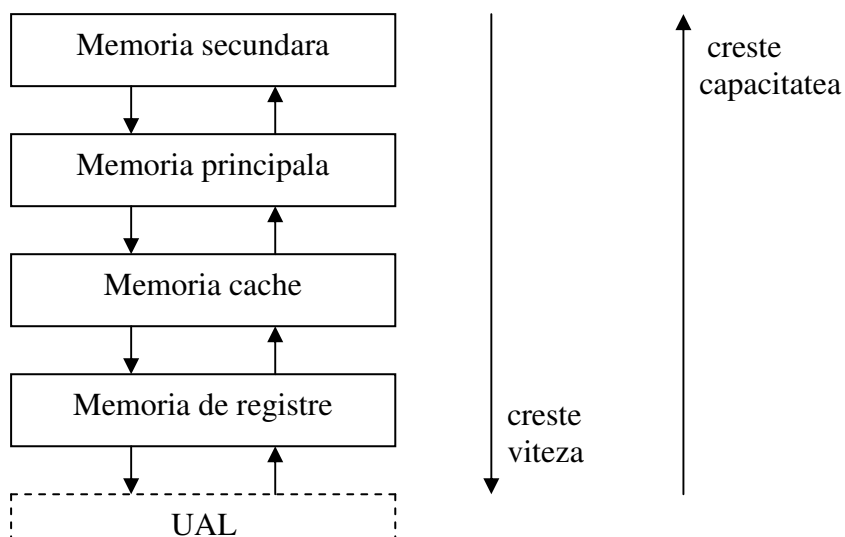 Memoria secundara
Memoria principala
Memoria cache
Memoria de registre
UAL
creste
viteza
creste
capacitatea